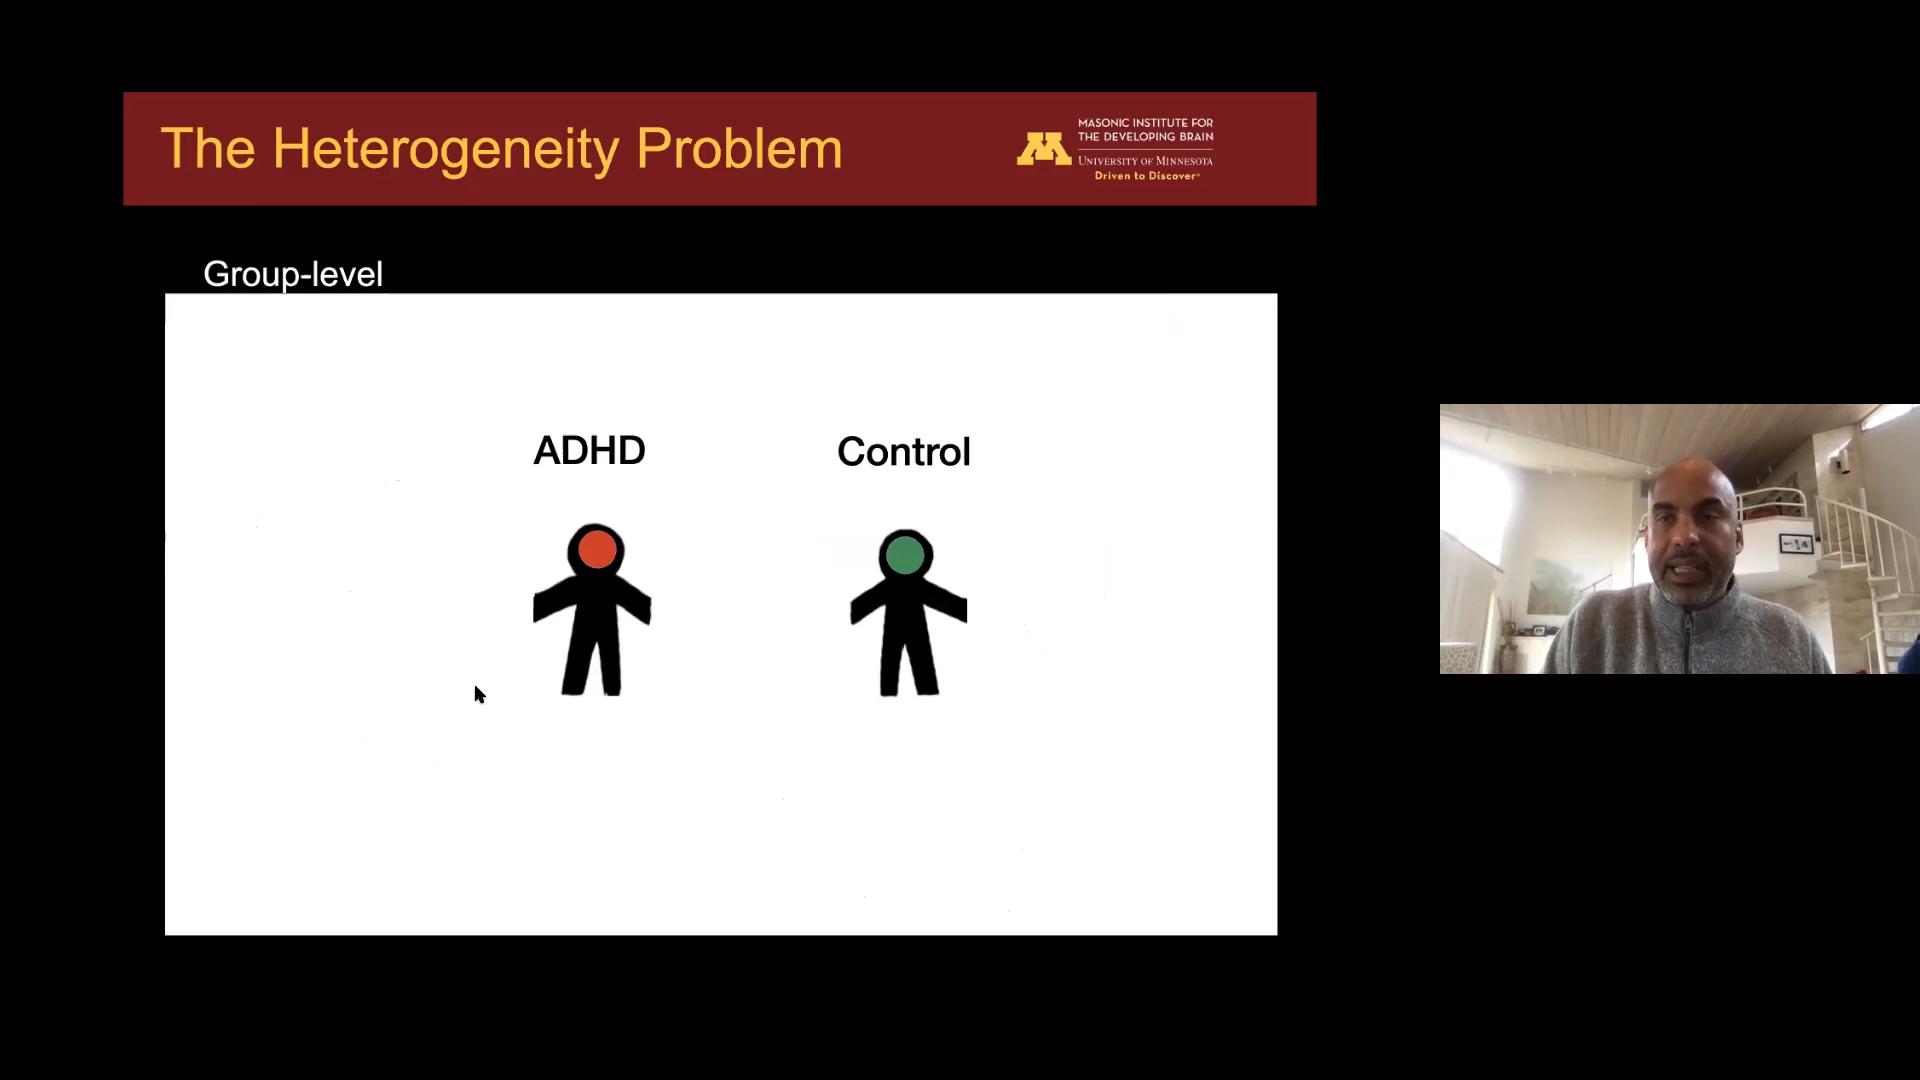 The Heterogeneity Problem
MASONIC INSTITUTE FOR
THE DEVELOPING BRAIN
UNIVERSITY OF MINNESOTA
Driven to Discover®
Group-level
ADHD
Control